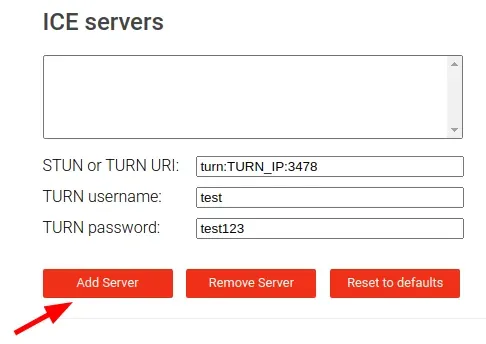 ICE servers
STUN or TURN URI: turn:TURN_IP:3478
TURN username: test
TURN password: test123
Add Server Remove Server Reset to defaults